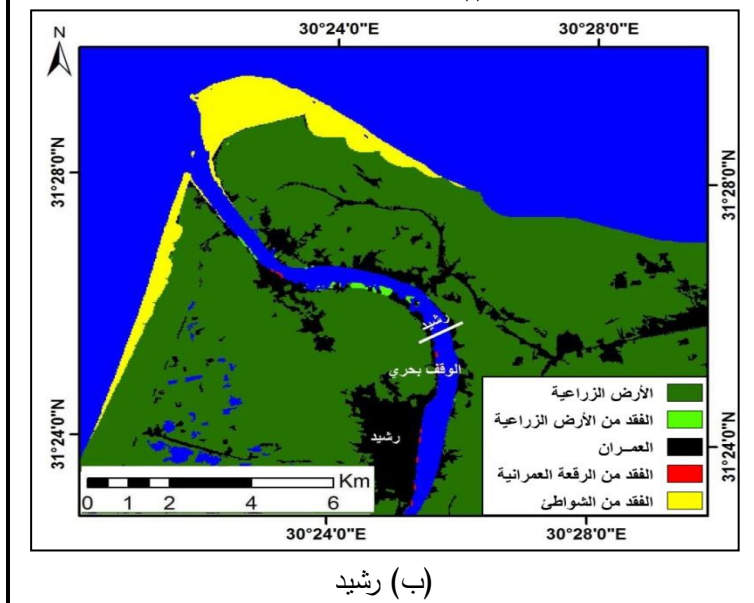 N
30°24'0"E
30°28'0"E
31°28'0"N
31°28'0"N
رشيد
الوقف بحري
رشيد
31°24'0"N
31°24'0"N
الأرض الزراعية
الفقد من الأرض الزراعية
العمـران
الفقد من الرقعة العمرانية
الفقد من الشواطئ
Km
0 1 2 4 6
30°24'0"E
30°28'0"E
(ب) رشيد